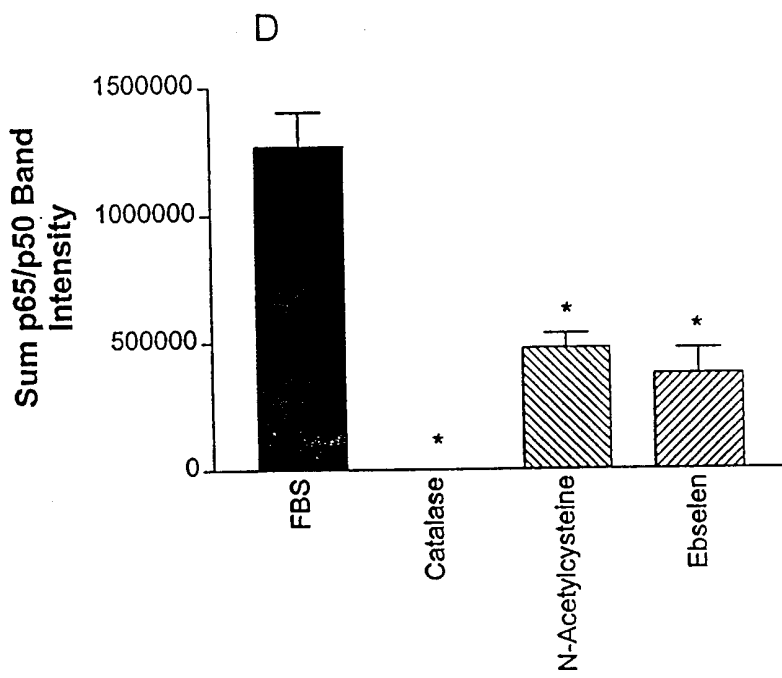 D
Sum p65/p50 Band
Intensity
1500000
1000000
500000
0
*
*
*
FBS
Catalase
N-Acetylcysteine
Ebselen